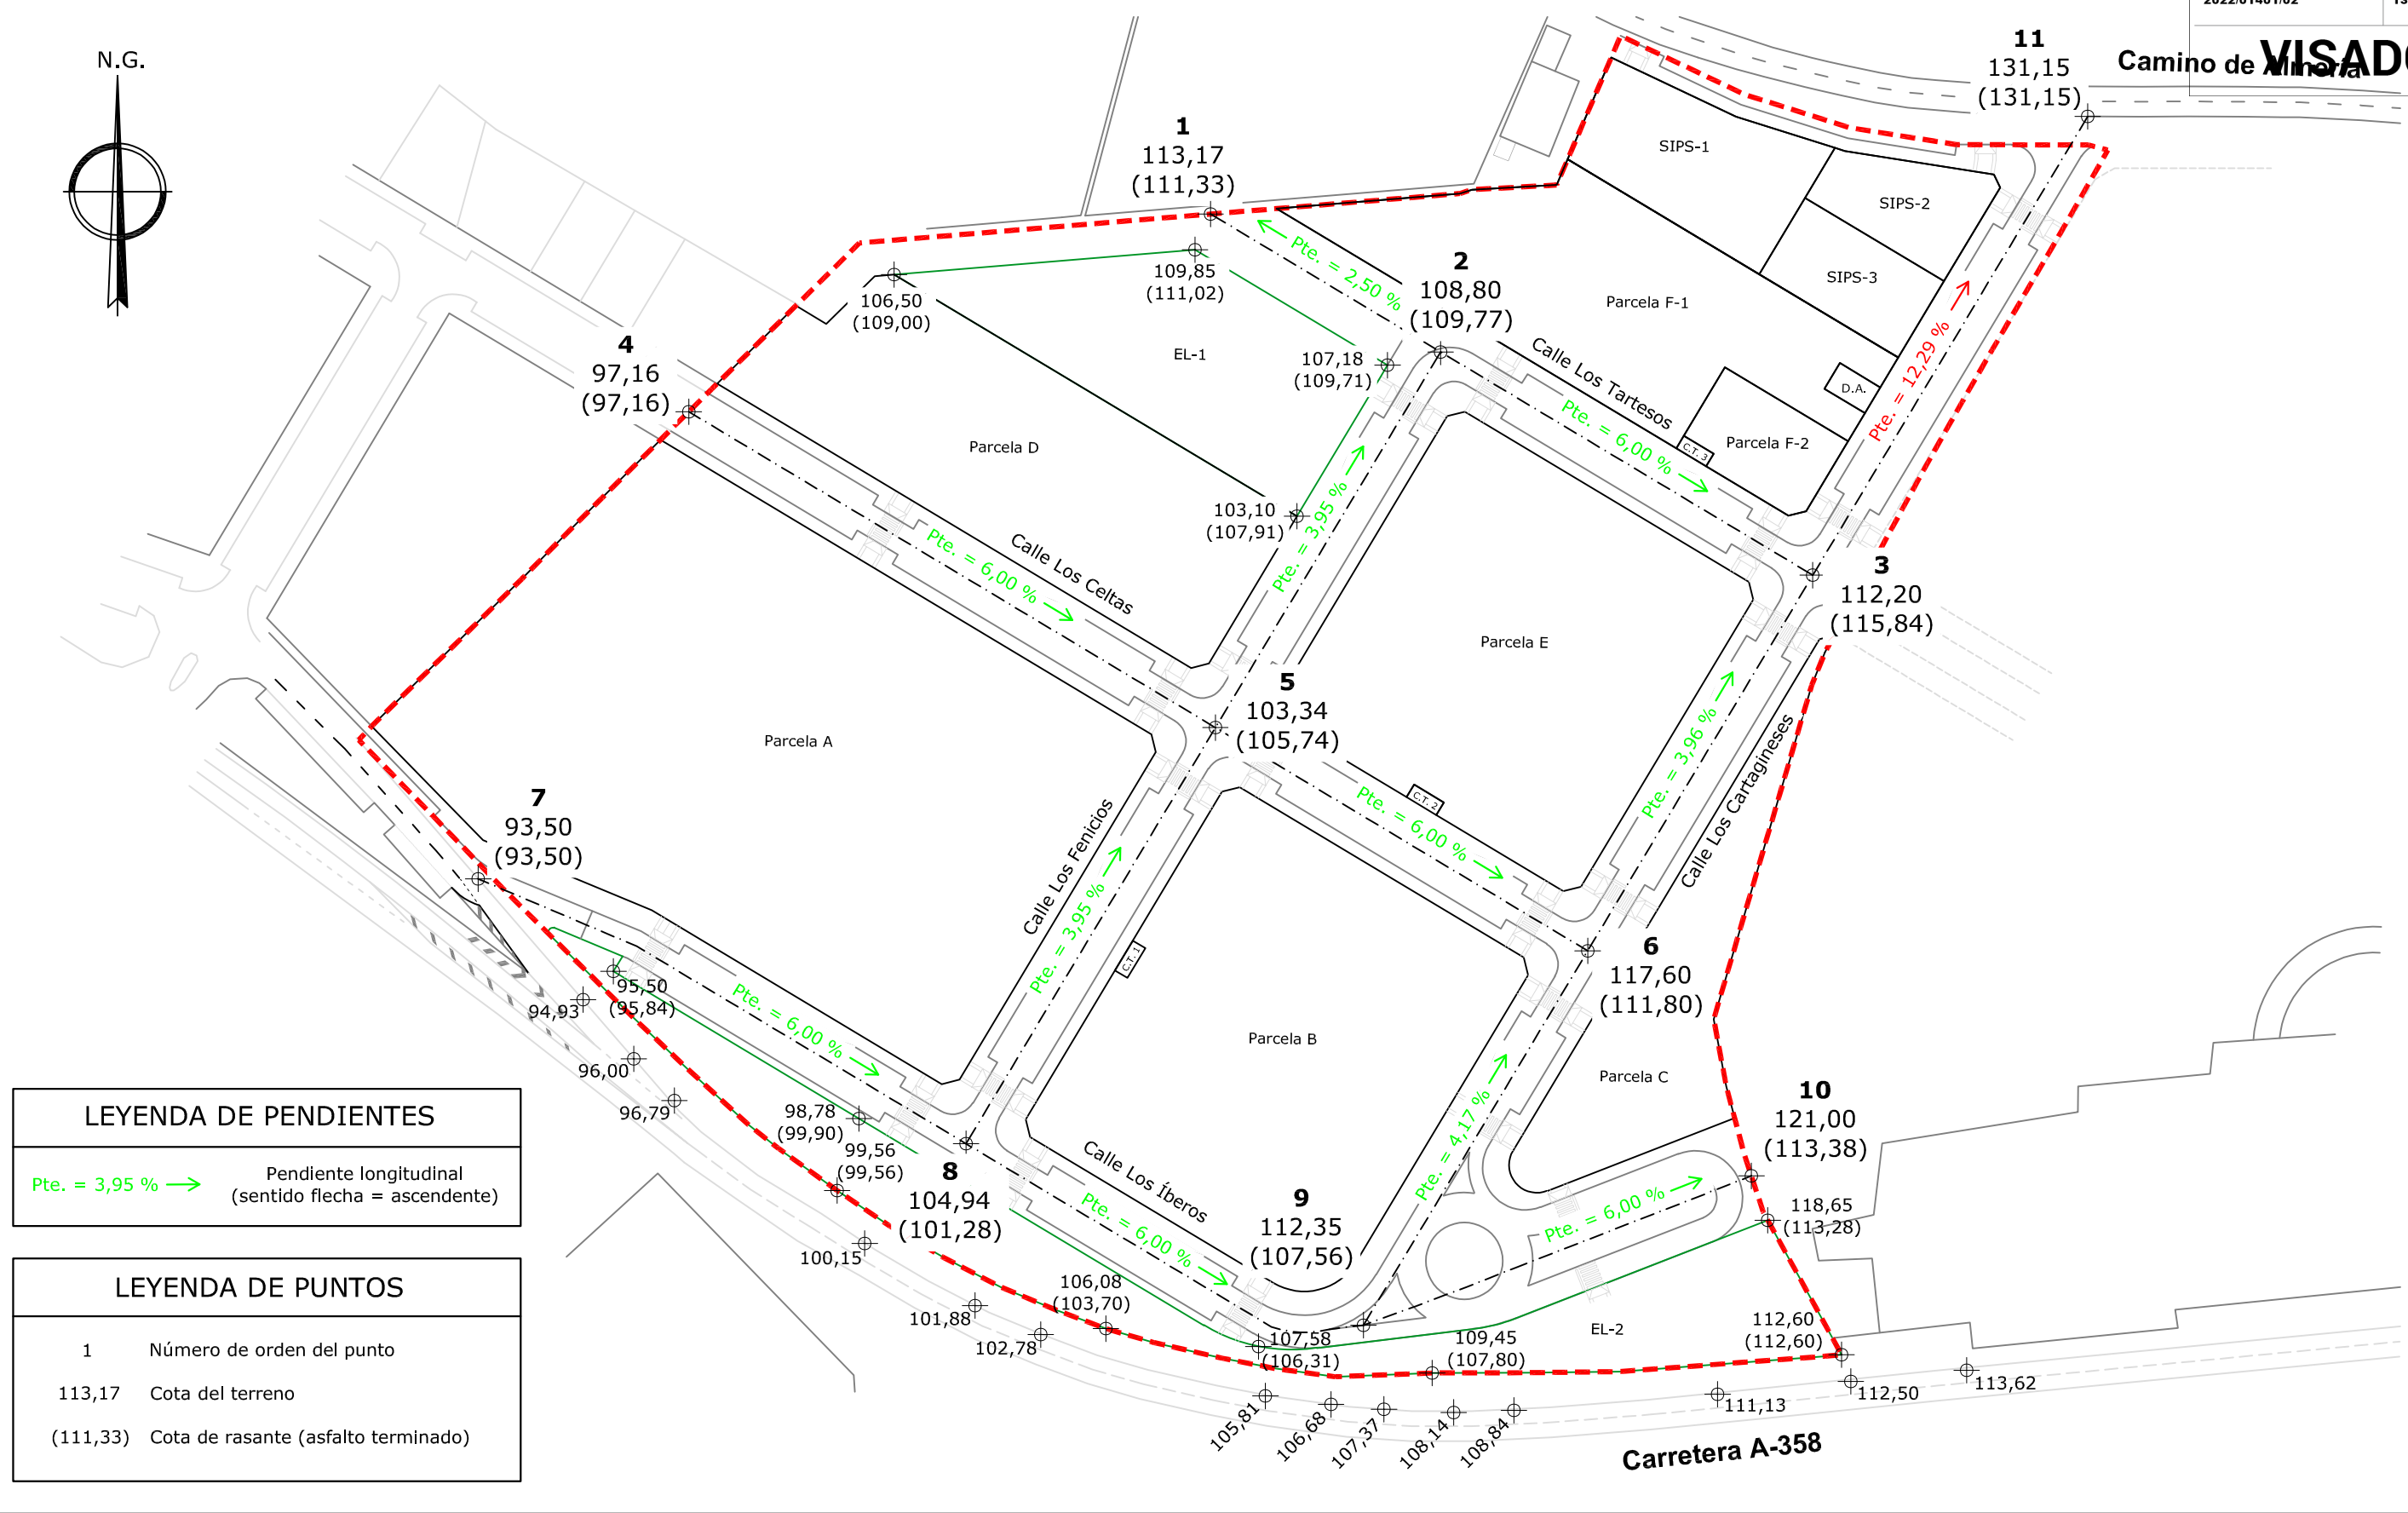 2022/01461/02
VISADO
Camino de Almería
N.G.
11
131,15
(131,15)
1
113,17
(111,33)
SIPS-1
SIPS-2
SIPS-3
Pte. = 2,50 %
2
108,80
(109,77)
Parcela F-1
109,85
(111,02)
106,50
(109,00)
4
97,16
(97,16)
EL-1
107,18
(109,71)
Calle Los Tartesos
Pte. = 12,29 %
D.A.
Pte. = 6,00 %
C.T. 3
Parcela F-2
Parcela D
103,10
(107,91)
Pte. = 3,95 %
Calle Los Celtas
Pte. = 6,00 %
3
112,20
(115,84)
Parcela E
5
103,34
(105,74)
Parcela A
Pte. = 3,96 %
Calle Los Cartagineses
7
93,50
(93,50)
C.T. 2
Pte. = 6,00 %
Calle Los Fenicios
Pte. = 3,95 %
C.T. 1
6
117,60
(111,80)
95,50
(95,84)
94,93
Pte. = 6,00 %
Parcela B
Parcela C
96,00
96,79
98,78
(99,90)
99,56
(99,56)
Pte. = 4,17 %
10
121,00
(113,38)
8
104,94
(101,28)
Calle Los Íberos
Pte. = 6,00 %
9
112,35
(107,56)
Pte. = 6,00 %
118,65
(113,28)
100,15
101,88
102,78
106,08
(103,70)
107,58
(106,31)
109,45
(107,80)
EL-2
112,60
(112,60)
105,81
106,68
107,37
108,14
108,84
111,13
112,50
113,62
Carretera A-358
LEYENDA DE PENDIENTES
Pte. = 3,95 %
Pendiente longitudinal
(sentido flecha = ascendente)
LEYENDA DE PUNTOS
1 Número de orden del punto
113,17 Cota del terreno
(111,33) Cota de rasante (asfalto terminado)